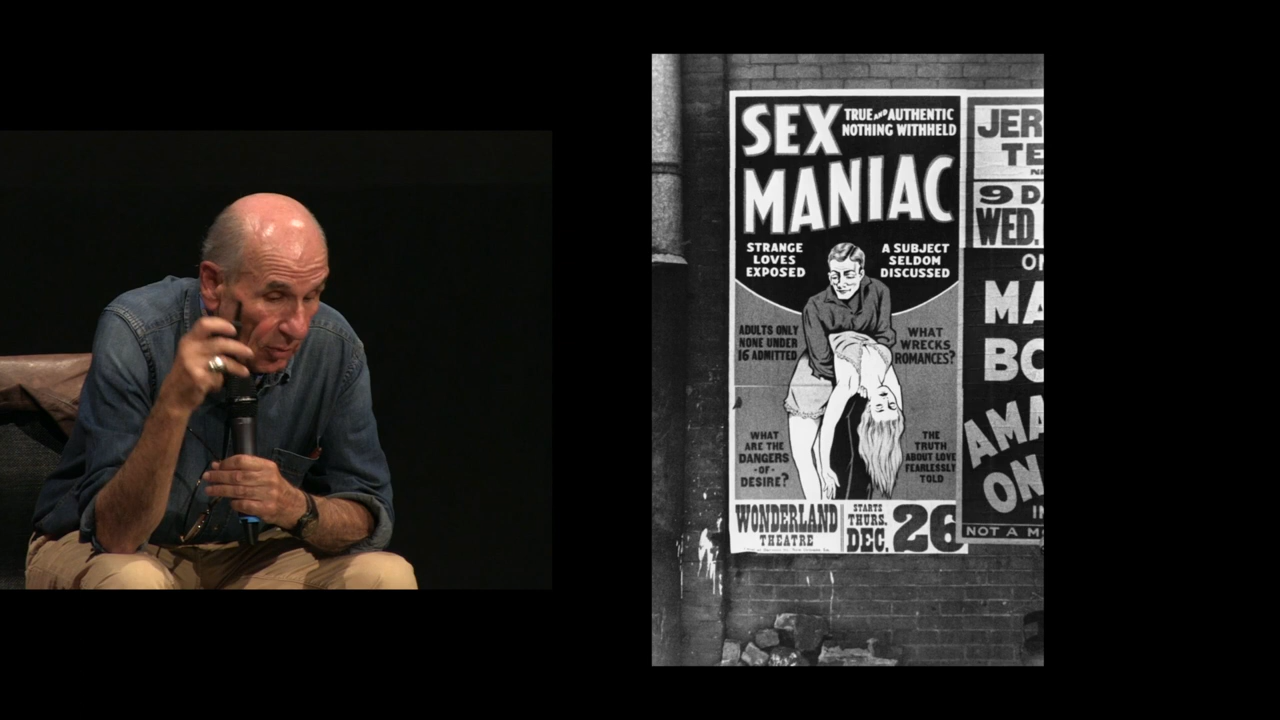 SEX
TRUE AND AUTHENTIC
NOTHING WITHHELD
MANIAC
STRANGE
LOVES
EXPOSED
A SUBJECT
SELDOM
DISCUSSED
ADULTS ONLY
NONE UNDER
16 ADMITTED
WHAT
WRECKS
ROMANCES?
WHAT
ARE THE
DANGERS
-OF-
DESIRE?
THE
TRUTH
ABOUT LOVE
FEARLESSLY
TOLD
WONDERLAND
THEATRE
STARTS
THURS.
DEC. 26
JER
TE
9 DA
WED.
ON
MA
BO
AMA
ON
IN
NOT A M